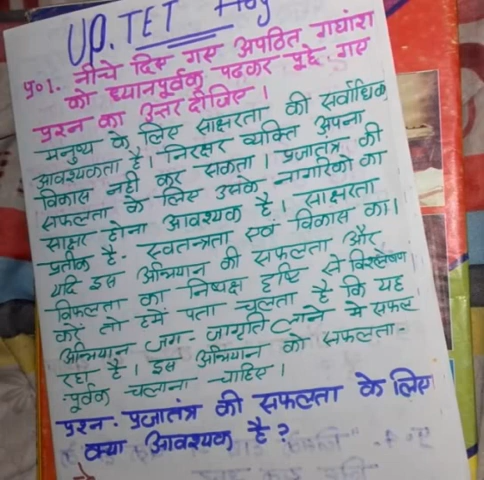 UP. TET
प्र०1. नीचे दिए गए अपठित गद्यांश
को ध्यानपूर्वक पढ़कर पूछे गए
प्रश्न का उत्तर दीजिए।
मनुष्य के लिए साक्षरता की सर्वाधिक
आवश्यकता है। निरक्षर व्यक्ति अपना
विकास नही कर सकता। प्रजातंत्र की
सफलता के लिए उसके नागरिको का
साक्षर होना आवश्यक है। साक्षरता
प्रतीक है- स्वतन्त्रता एवं विकास का।
यदि इस अभियान की सफलता और
विफलता का निष्पक्ष दृष्टि से विश्लेषण
करें तो हमें पता चलता है कि यह
अभियान जन जागृति लाने मे सफल
रहा है। इस अभियान को सफलता-
पूर्वक चलाना चाहिए।
प्रश्न- प्रजातंत्र की सफलता के लिए
क्या आवश्यक है?